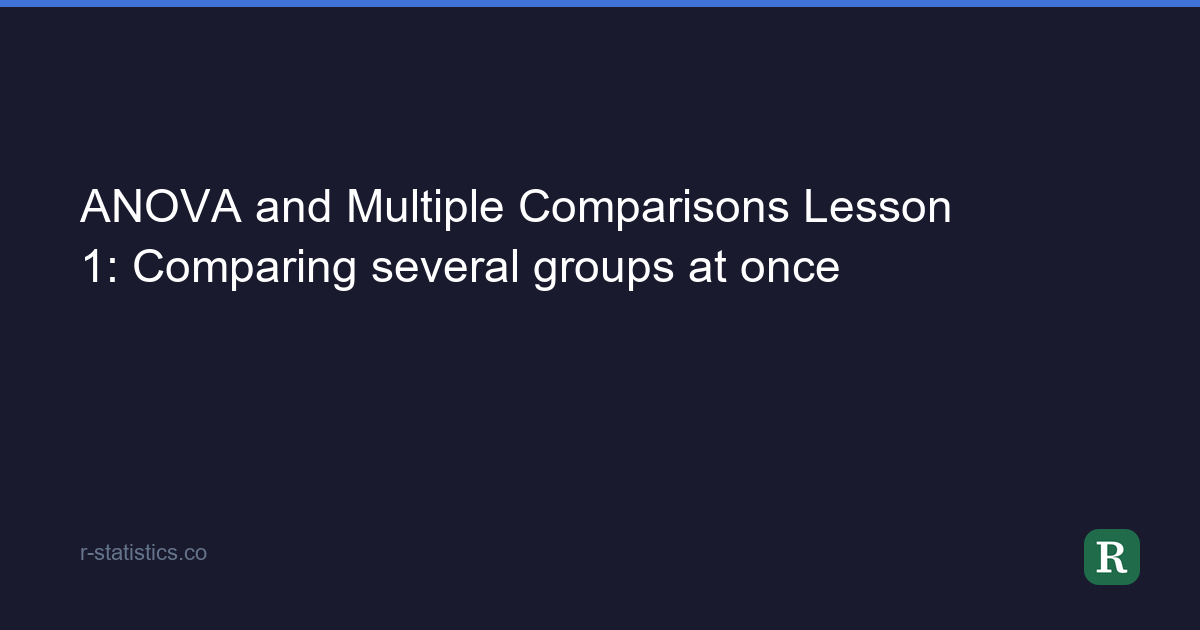 ANOVA and Multiple Comparisons Lesson
1: Comparing several groups at once
r-statistics.co
R